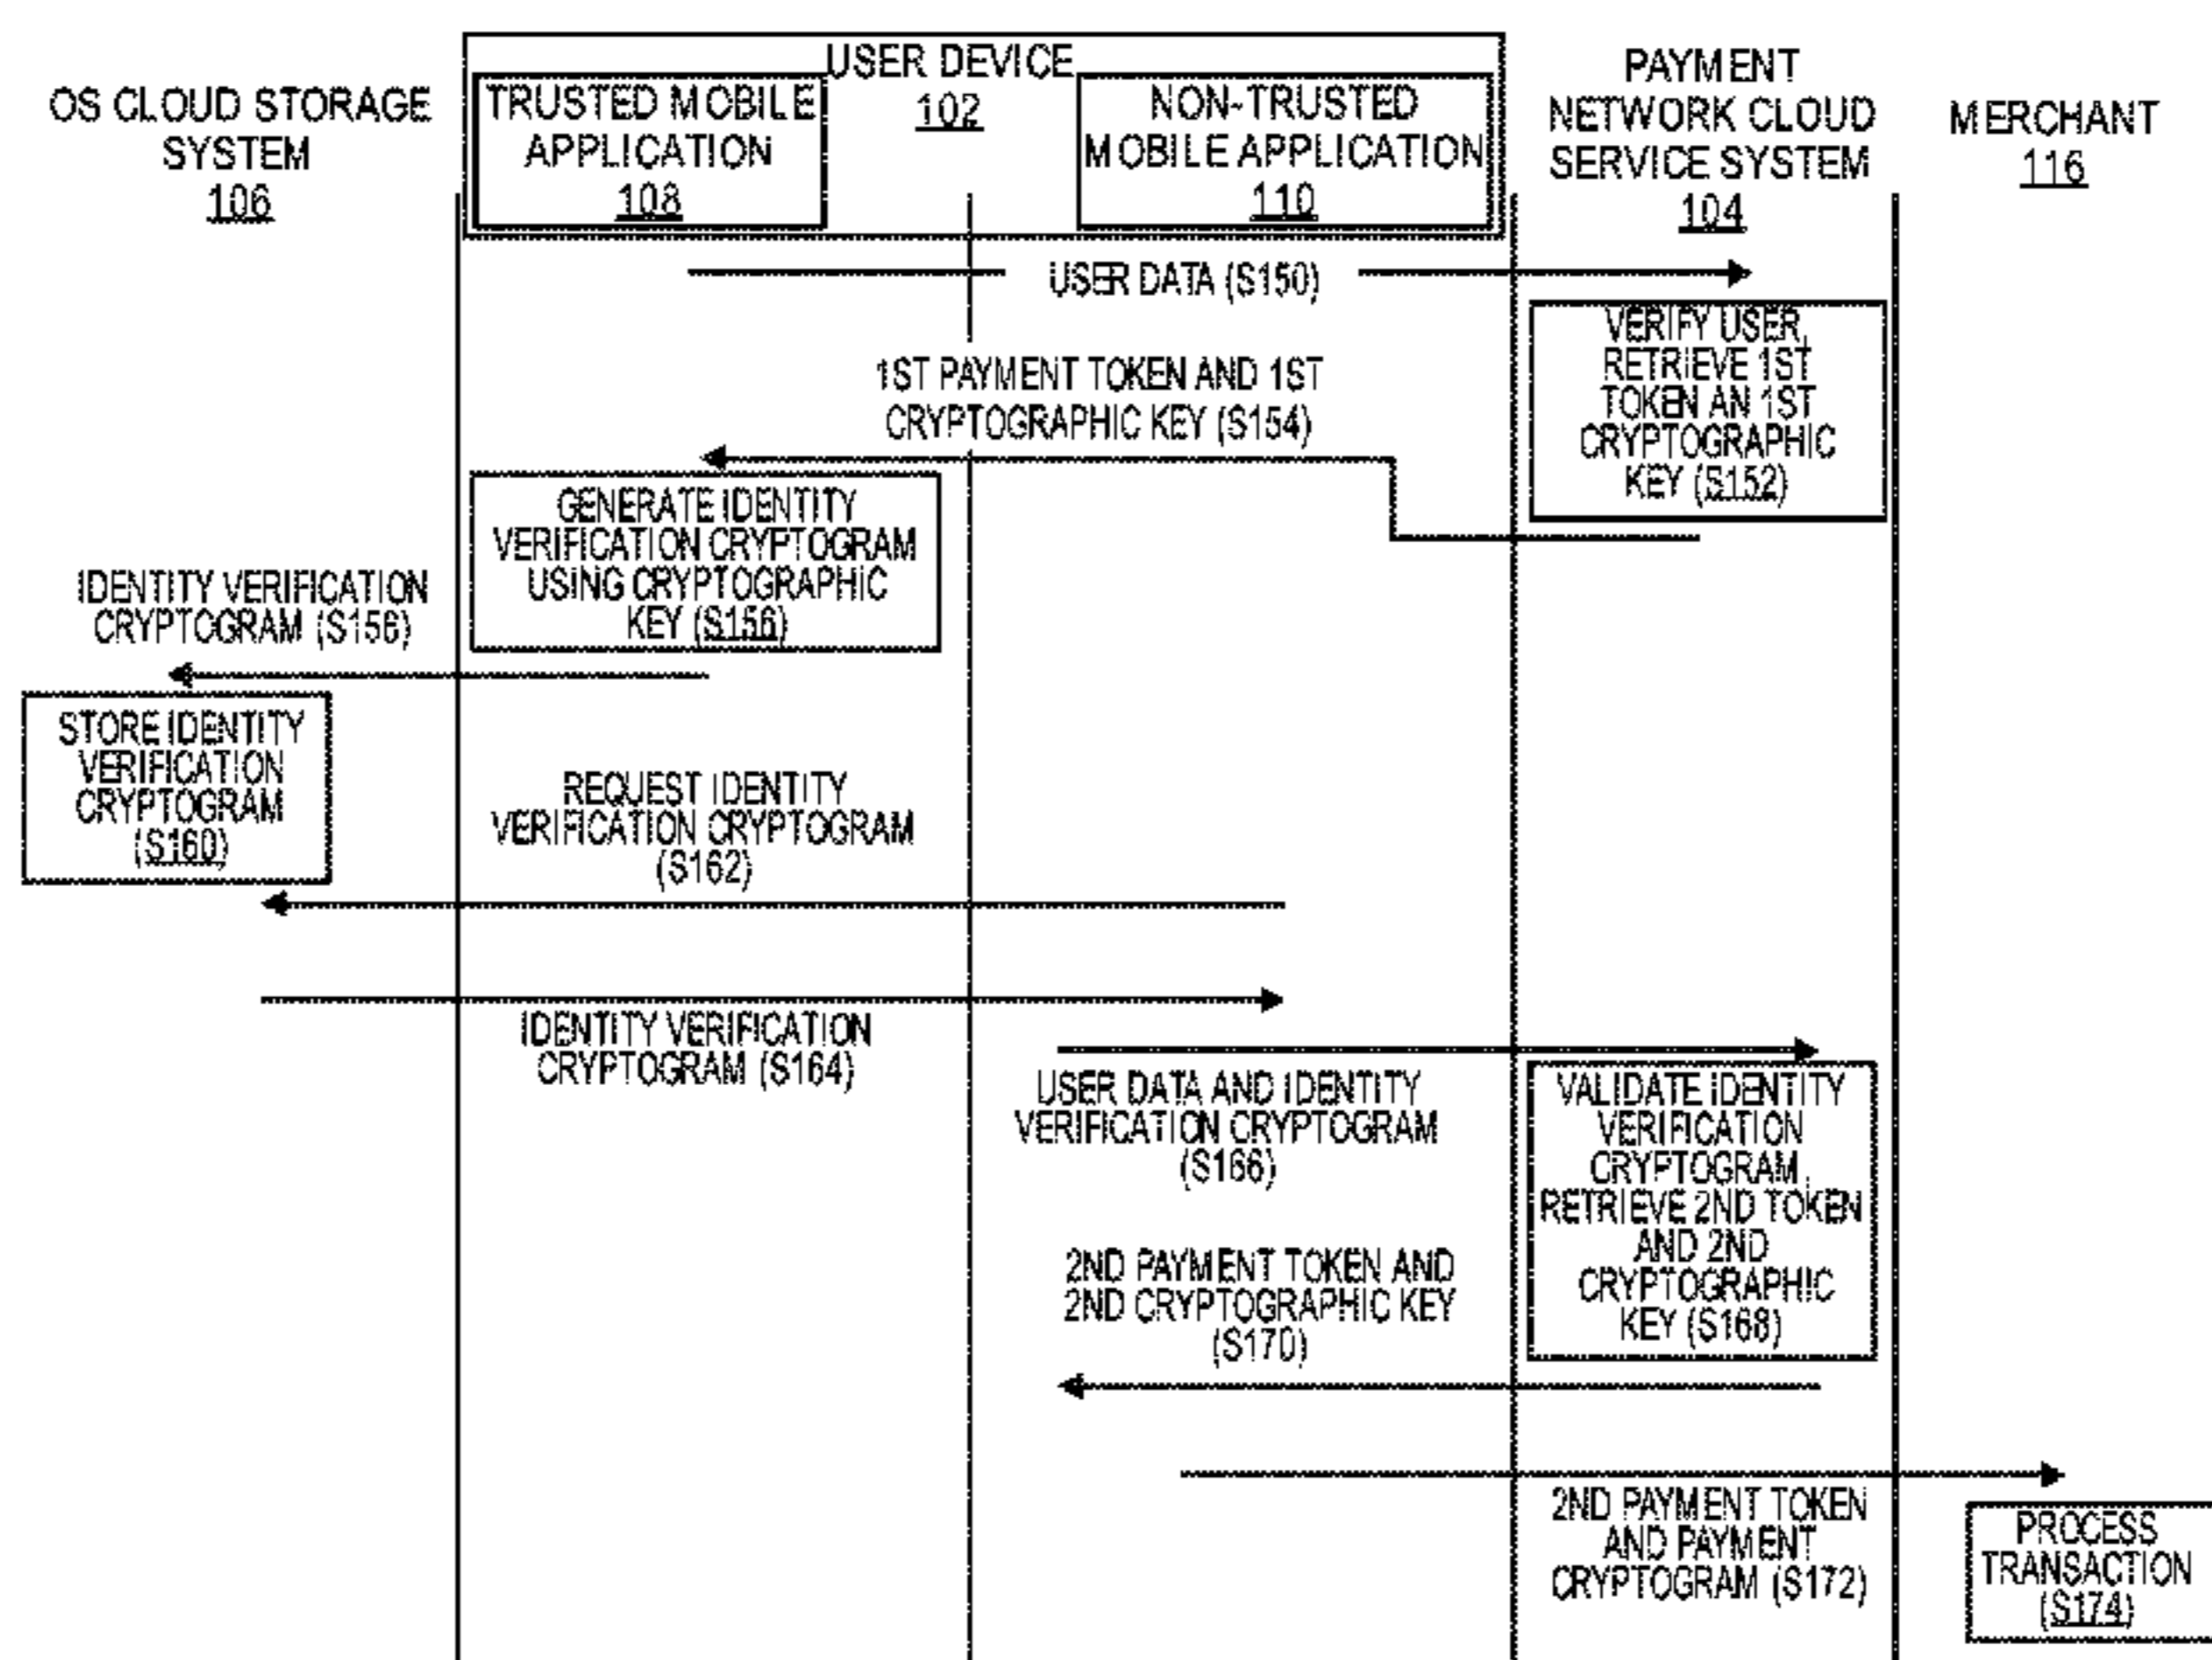 OS CLOUD STORAGE
SYSTEM
106
USER DEVICE
102
TRUSTED MOBILE
APPLICATION
108
NON-TRUSTED
MOBILE APPLICATION
110
PAYMENT
NETWORK CLOUD
SERVICE SYSTEM
104
MERCHANT
116
USER DATA (S150)
VERIFY USER,
RETRIEVE 1ST
TOKEN AN 1ST
CRYPTOGRAPHIC
KEY (S152)
1ST PAYMENT TOKEN AND 1ST
CRYPTOGRAPHIC KEY (S154)
GENERATE IDENTITY
VERIFICATION CRYPTOGRAM
USING CRYPTOGRAPHIC
KEY (S156)
IDENTITY VERIFICATION
CRYPTOGRAM (S156)
STORE IDENTITY
VERIFICATION
CRYPTOGRAM
(S160)
REQUEST IDENTITY
VERIFICATION CRYPTOGRAM
(S162)
IDENTITY VERIFICATION
CRYPTOGRAM (S164)
USER DATA AND IDENTITY
VERIFICATION CRYPTOGRAM
(S166)
VALIDATE IDENTITY
VERIFICATION
CRYPTOGRAM,
RETRIEVE 2ND TOKEN
AND 2ND
CRYPTOGRAPHIC
KEY (S168)
2ND PAYMENT TOKEN AND
2ND CRYPTOGRAPHIC KEY
(S170)
2ND PAYMENT TOKEN
AND PAYMENT
CRYPTOGRAM (S172)
PROCESS
TRANSACTION
(S174)